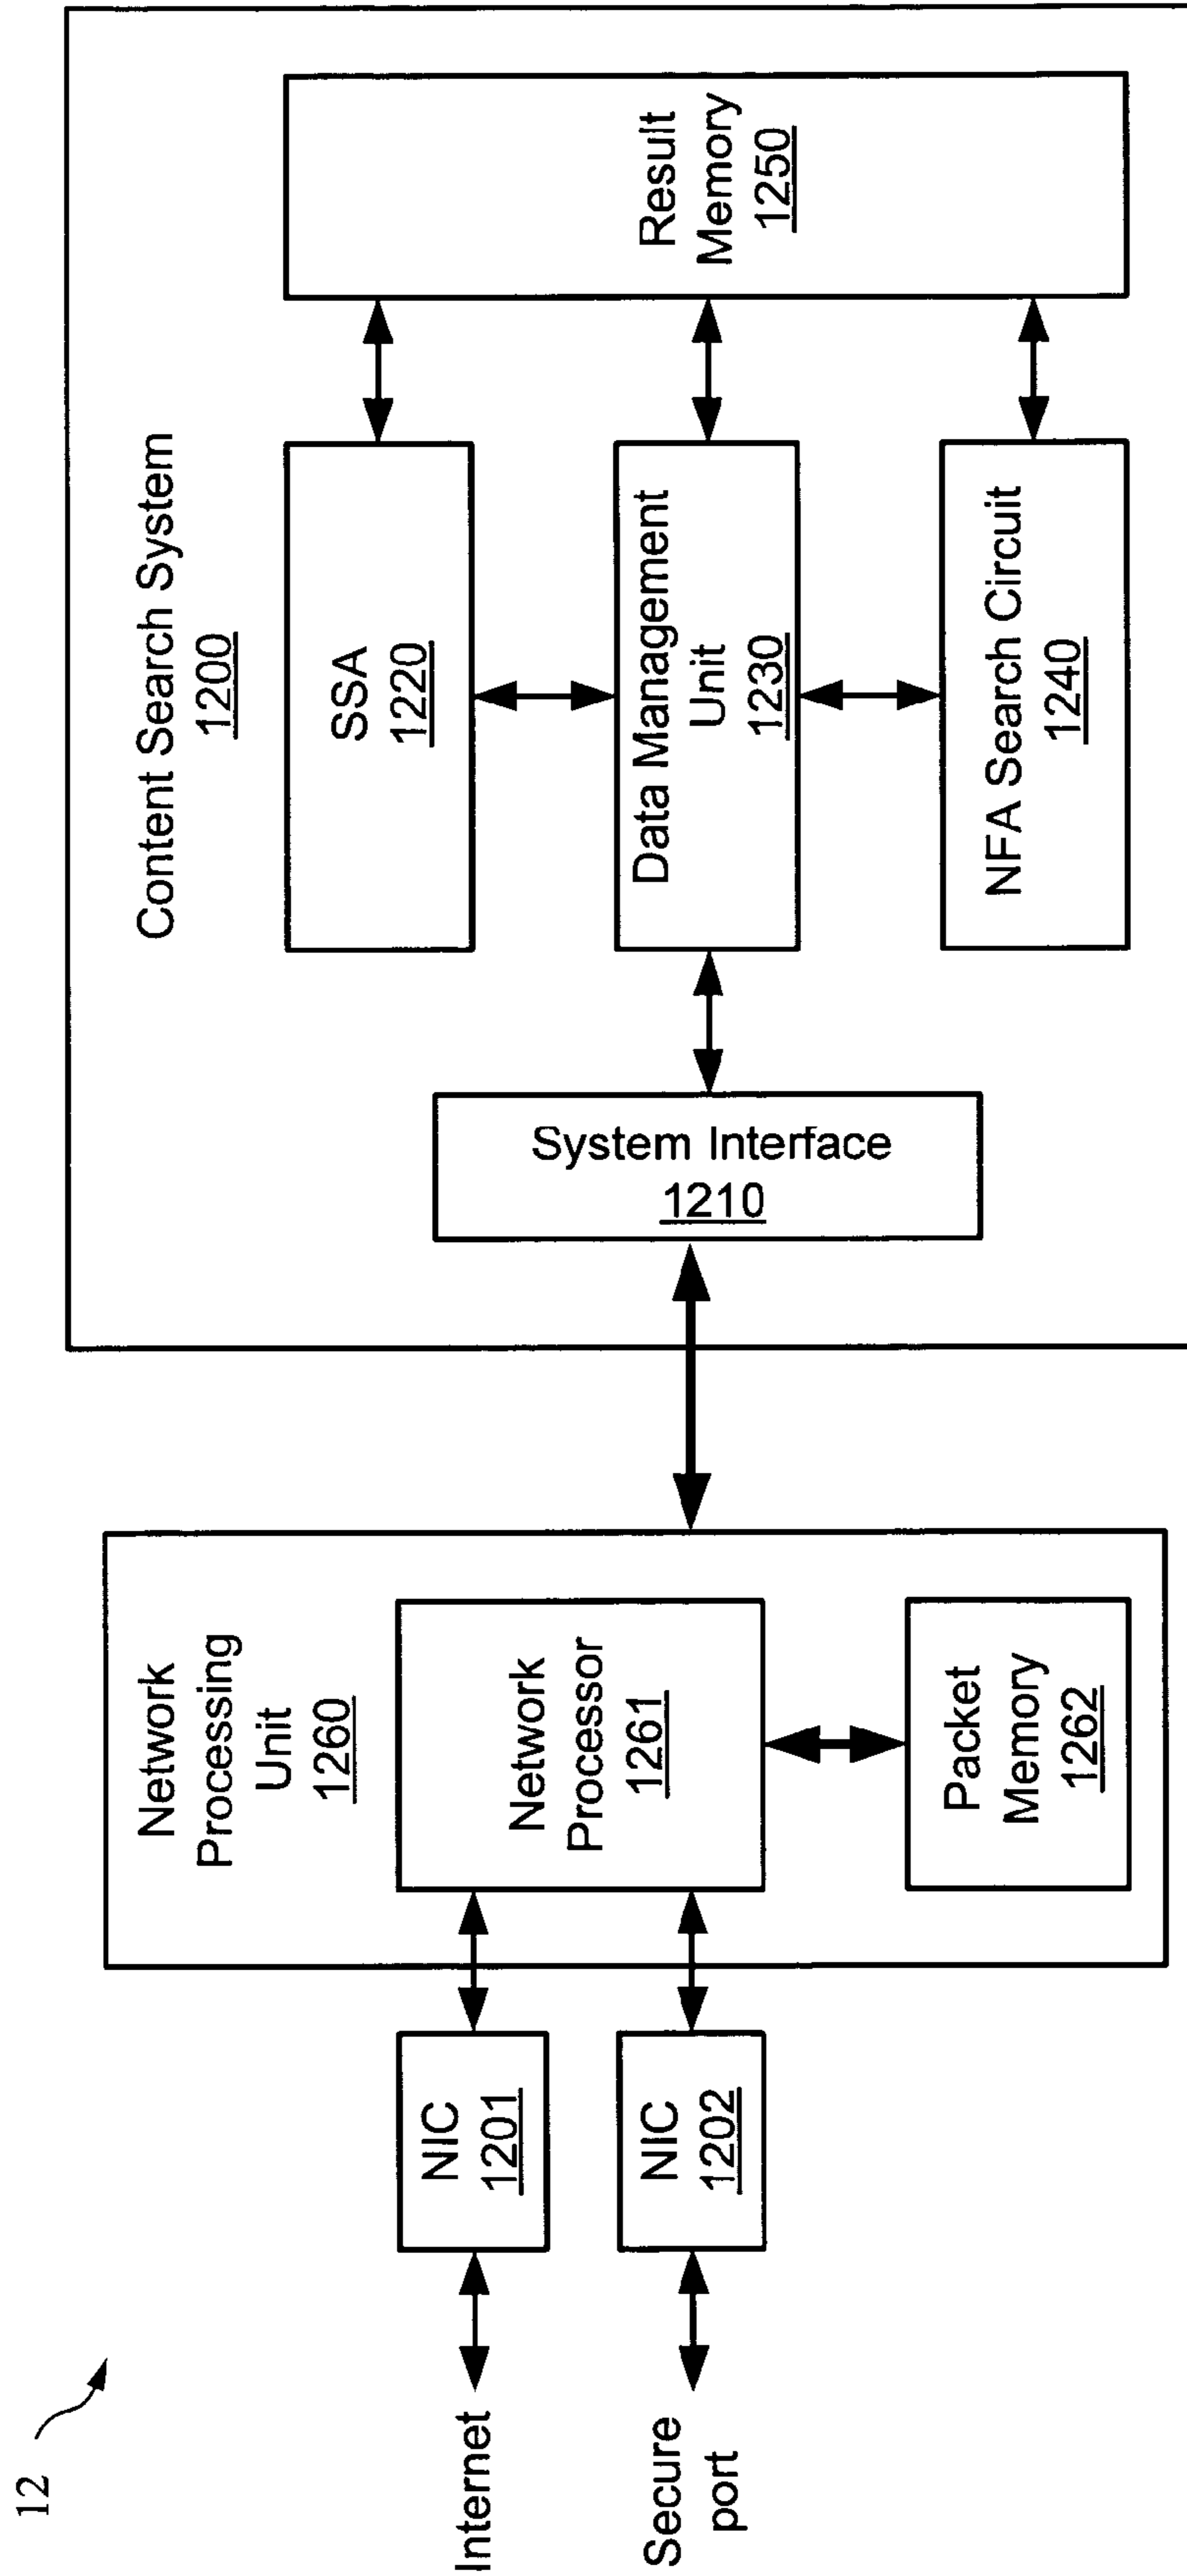 12
Internet
Secure
port
NIC
1201
NIC
1202
Network
Processing
Unit
1260
Network
Processor
1261
Packet
Memory
1262
Content Search System
1200
System Interface
1210
SSA
1220
Data Management
Unit
1230
NFA Search Circuit
1240
Result
Memory
1250